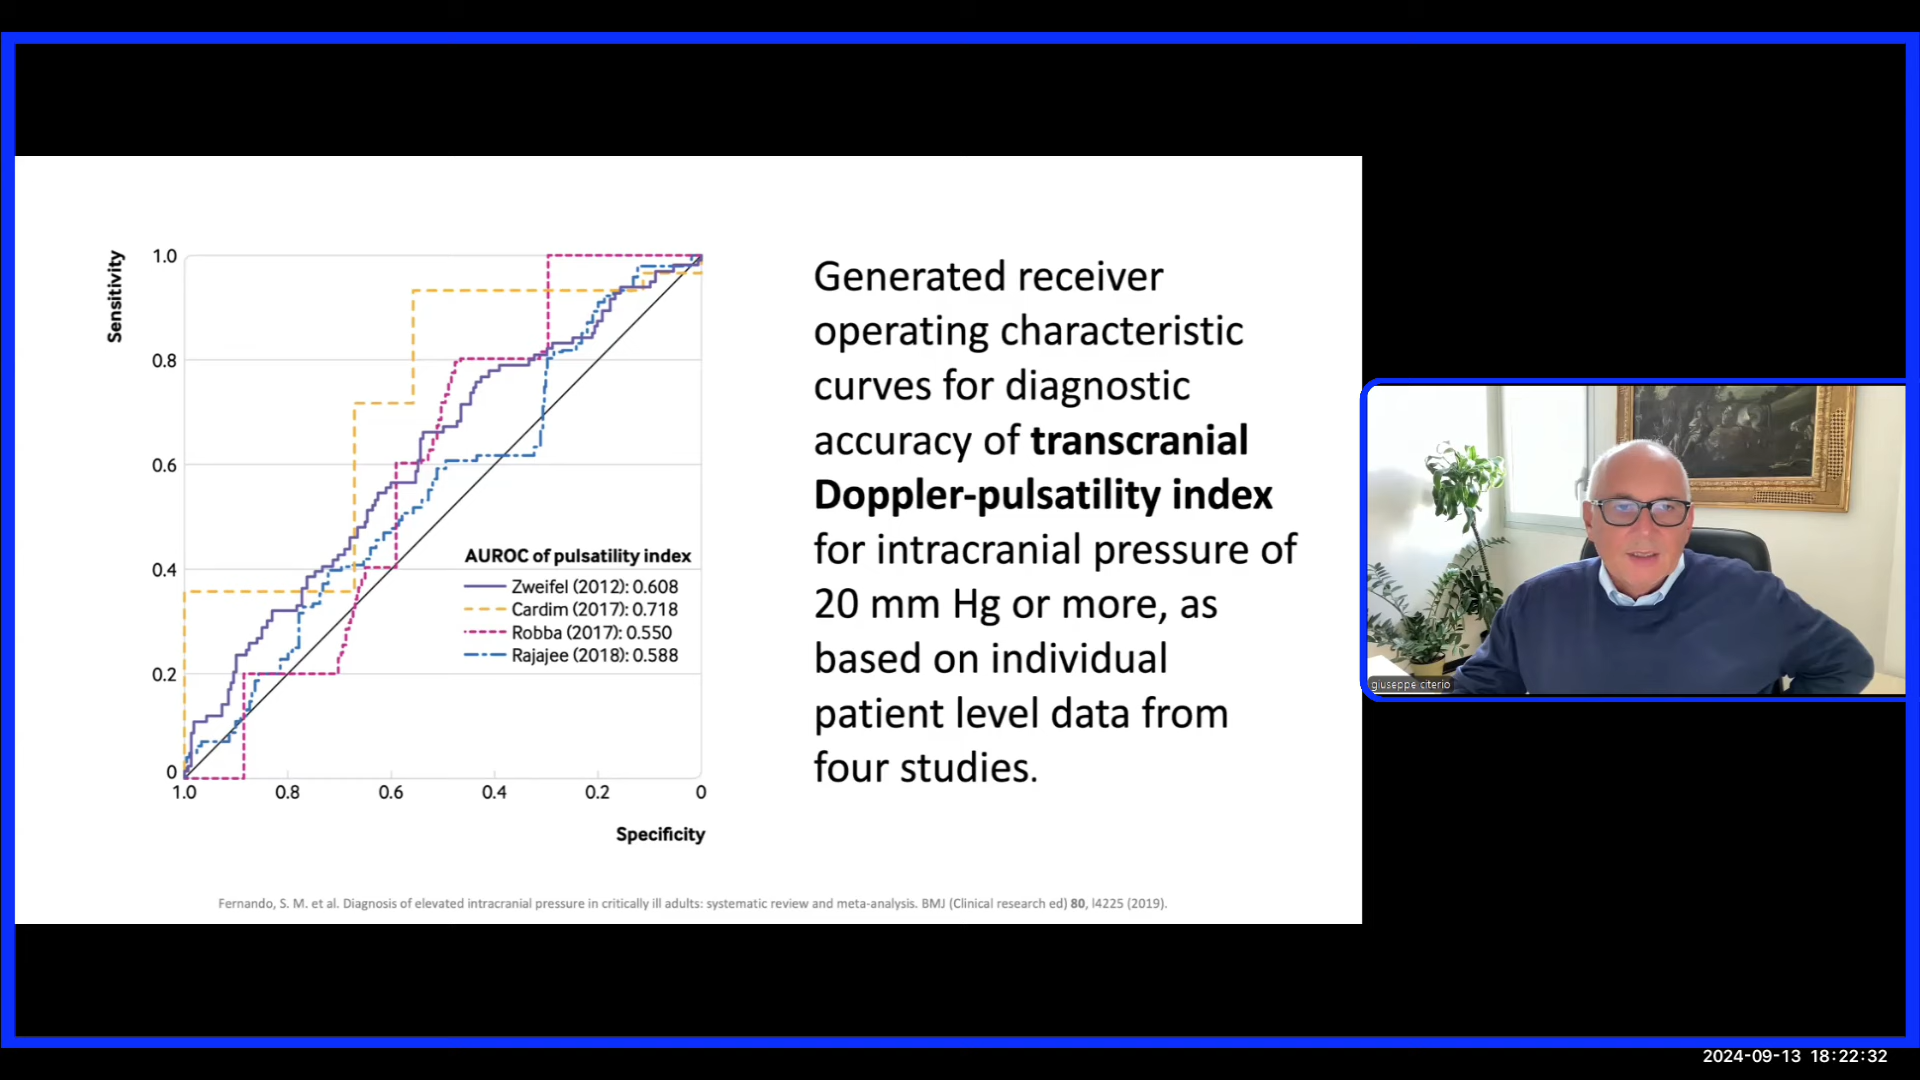 Sensitivity
1.0
0.8
0.6
0.4
0.2
0
1.0 0.8 0.6 0.4 0.2 0
Specificity
AUROC of pulsatility index
Zweifel (2012): 0.608
Cardim (2017): 0.718
Robba (2017): 0.550
Rajajee (2018): 0.588
Generated receiver
operating characteristic
curves for diagnostic
accuracy of transcranial
Doppler-pulsatility index
for intracranial pressure of
20 mm Hg or more, as
based on individual
patient level data from
four studies.
Fernando, S. M. et al. Diagnosis of elevated intracranial pressure in critically ill adults: systematic review and meta-analysis. BMJ (Clinical research ed) 80, l4225 (2019).
giuseppe citerio
2024-09-13 18:22:32